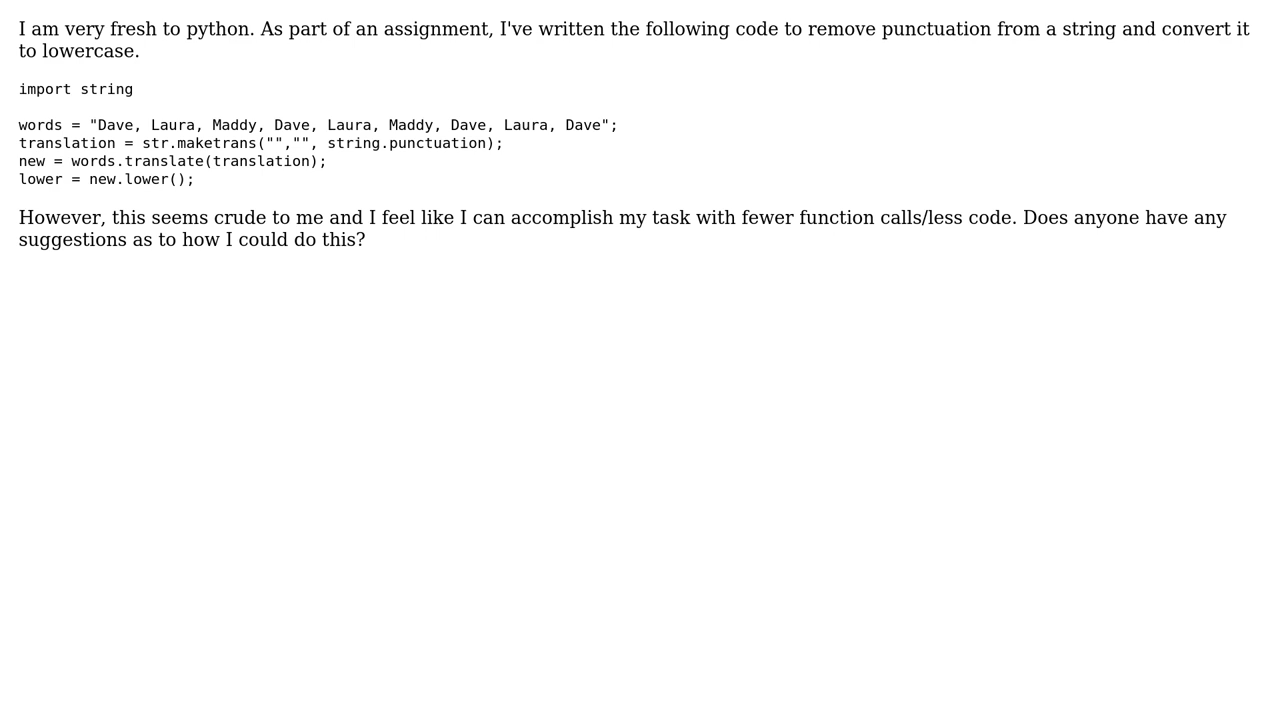 I am very fresh to python. As part of an assignment, I've written the following code to remove punctuation from a string and convert it
to lowercase.
import string
words = "Dave, Laura, Maddy, Dave, Laura, Maddy, Dave, Laura, Dave";
translation = str.maketrans("","", string.punctuation);
new = words.translate(translation);
lower = new.lower();
However, this seems crude to me and I feel like I can accomplish my task with fewer function calls/less code. Does anyone have any
suggestions as to how I could do this?